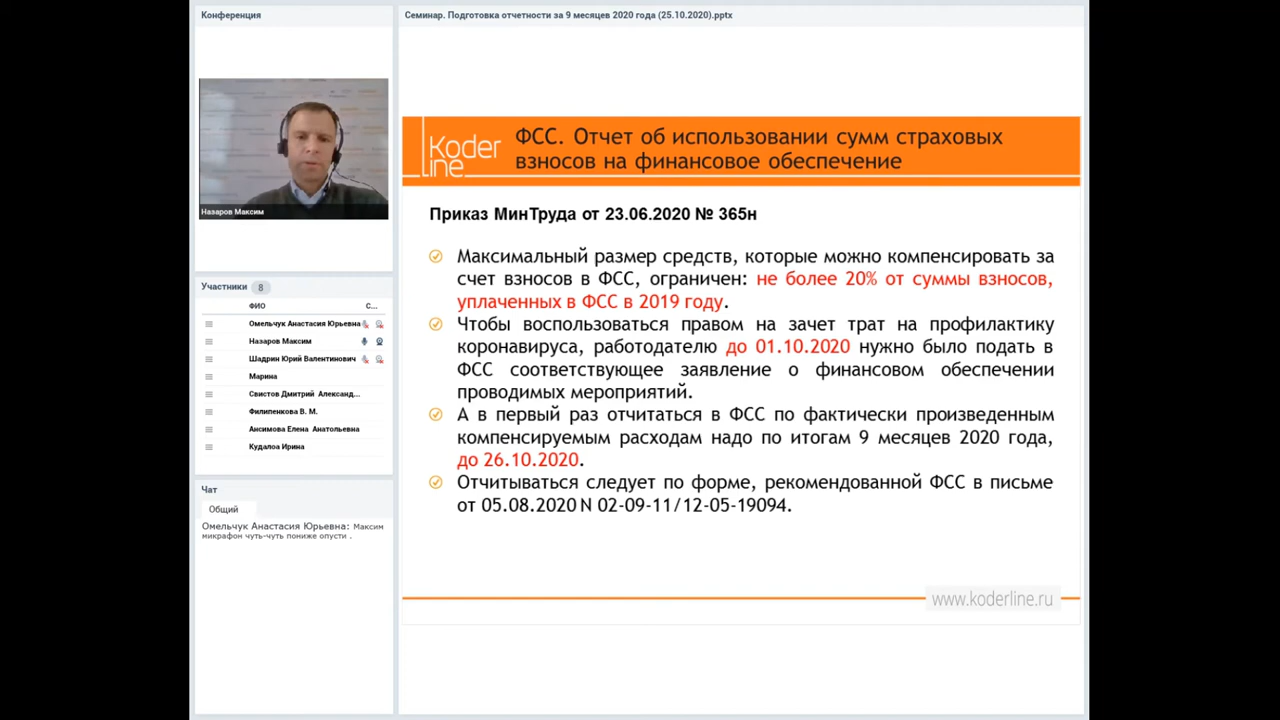 Конференция
Семинар. Подготовка отчетности за 9 месяцев 2020 года (25.10.2020).pptx
Назаров Максим
Участники 8
ФИО С...
Омельчук Анастасия Юрьевна
Назаров Максим
Шадрин Юрий Валентинович
Марина
Свистов Дмитрий Александ...
Филипенкова В. М.
Ансимова Елена Анатольевна
Кудалоа Ирина
Чат
Общий
Омельчук Анастасия Юрьевна: Максим
микрафон чуть-чуть пониже опусти .
Koder
line
ФСС. Отчет об использовании сумм страховых
взносов на финансовое обеспечение
Приказ МинТруда от 23.06.2020 № 365н
Максимальный размер средств, которые можно компенсировать за
счет взносов в ФСС, ограничен: не более 20% от суммы взносов,
уплаченных в ФСС в 2019 году.
Чтобы воспользоваться правом на зачет трат на профилактику
коронавируса, работодателю до 01.10.2020 нужно было подать в
ФСС соответствующее заявление о финансовом обеспечении
проводимых мероприятий.
А в первый раз отчитаться в ФСС по фактически произведенным
компенсируемым расходам надо по итогам 9 месяцев 2020 года,
до 26.10.2020.
Отчитываться следует по форме, рекомендованной ФСС в письме
от 05.08.2020 N 02-09-11/12-05-19094.
www.koderline.ru